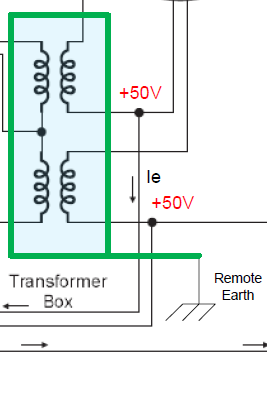 +50V
Ie
+50V
Transformer
Box
Remote
Earth